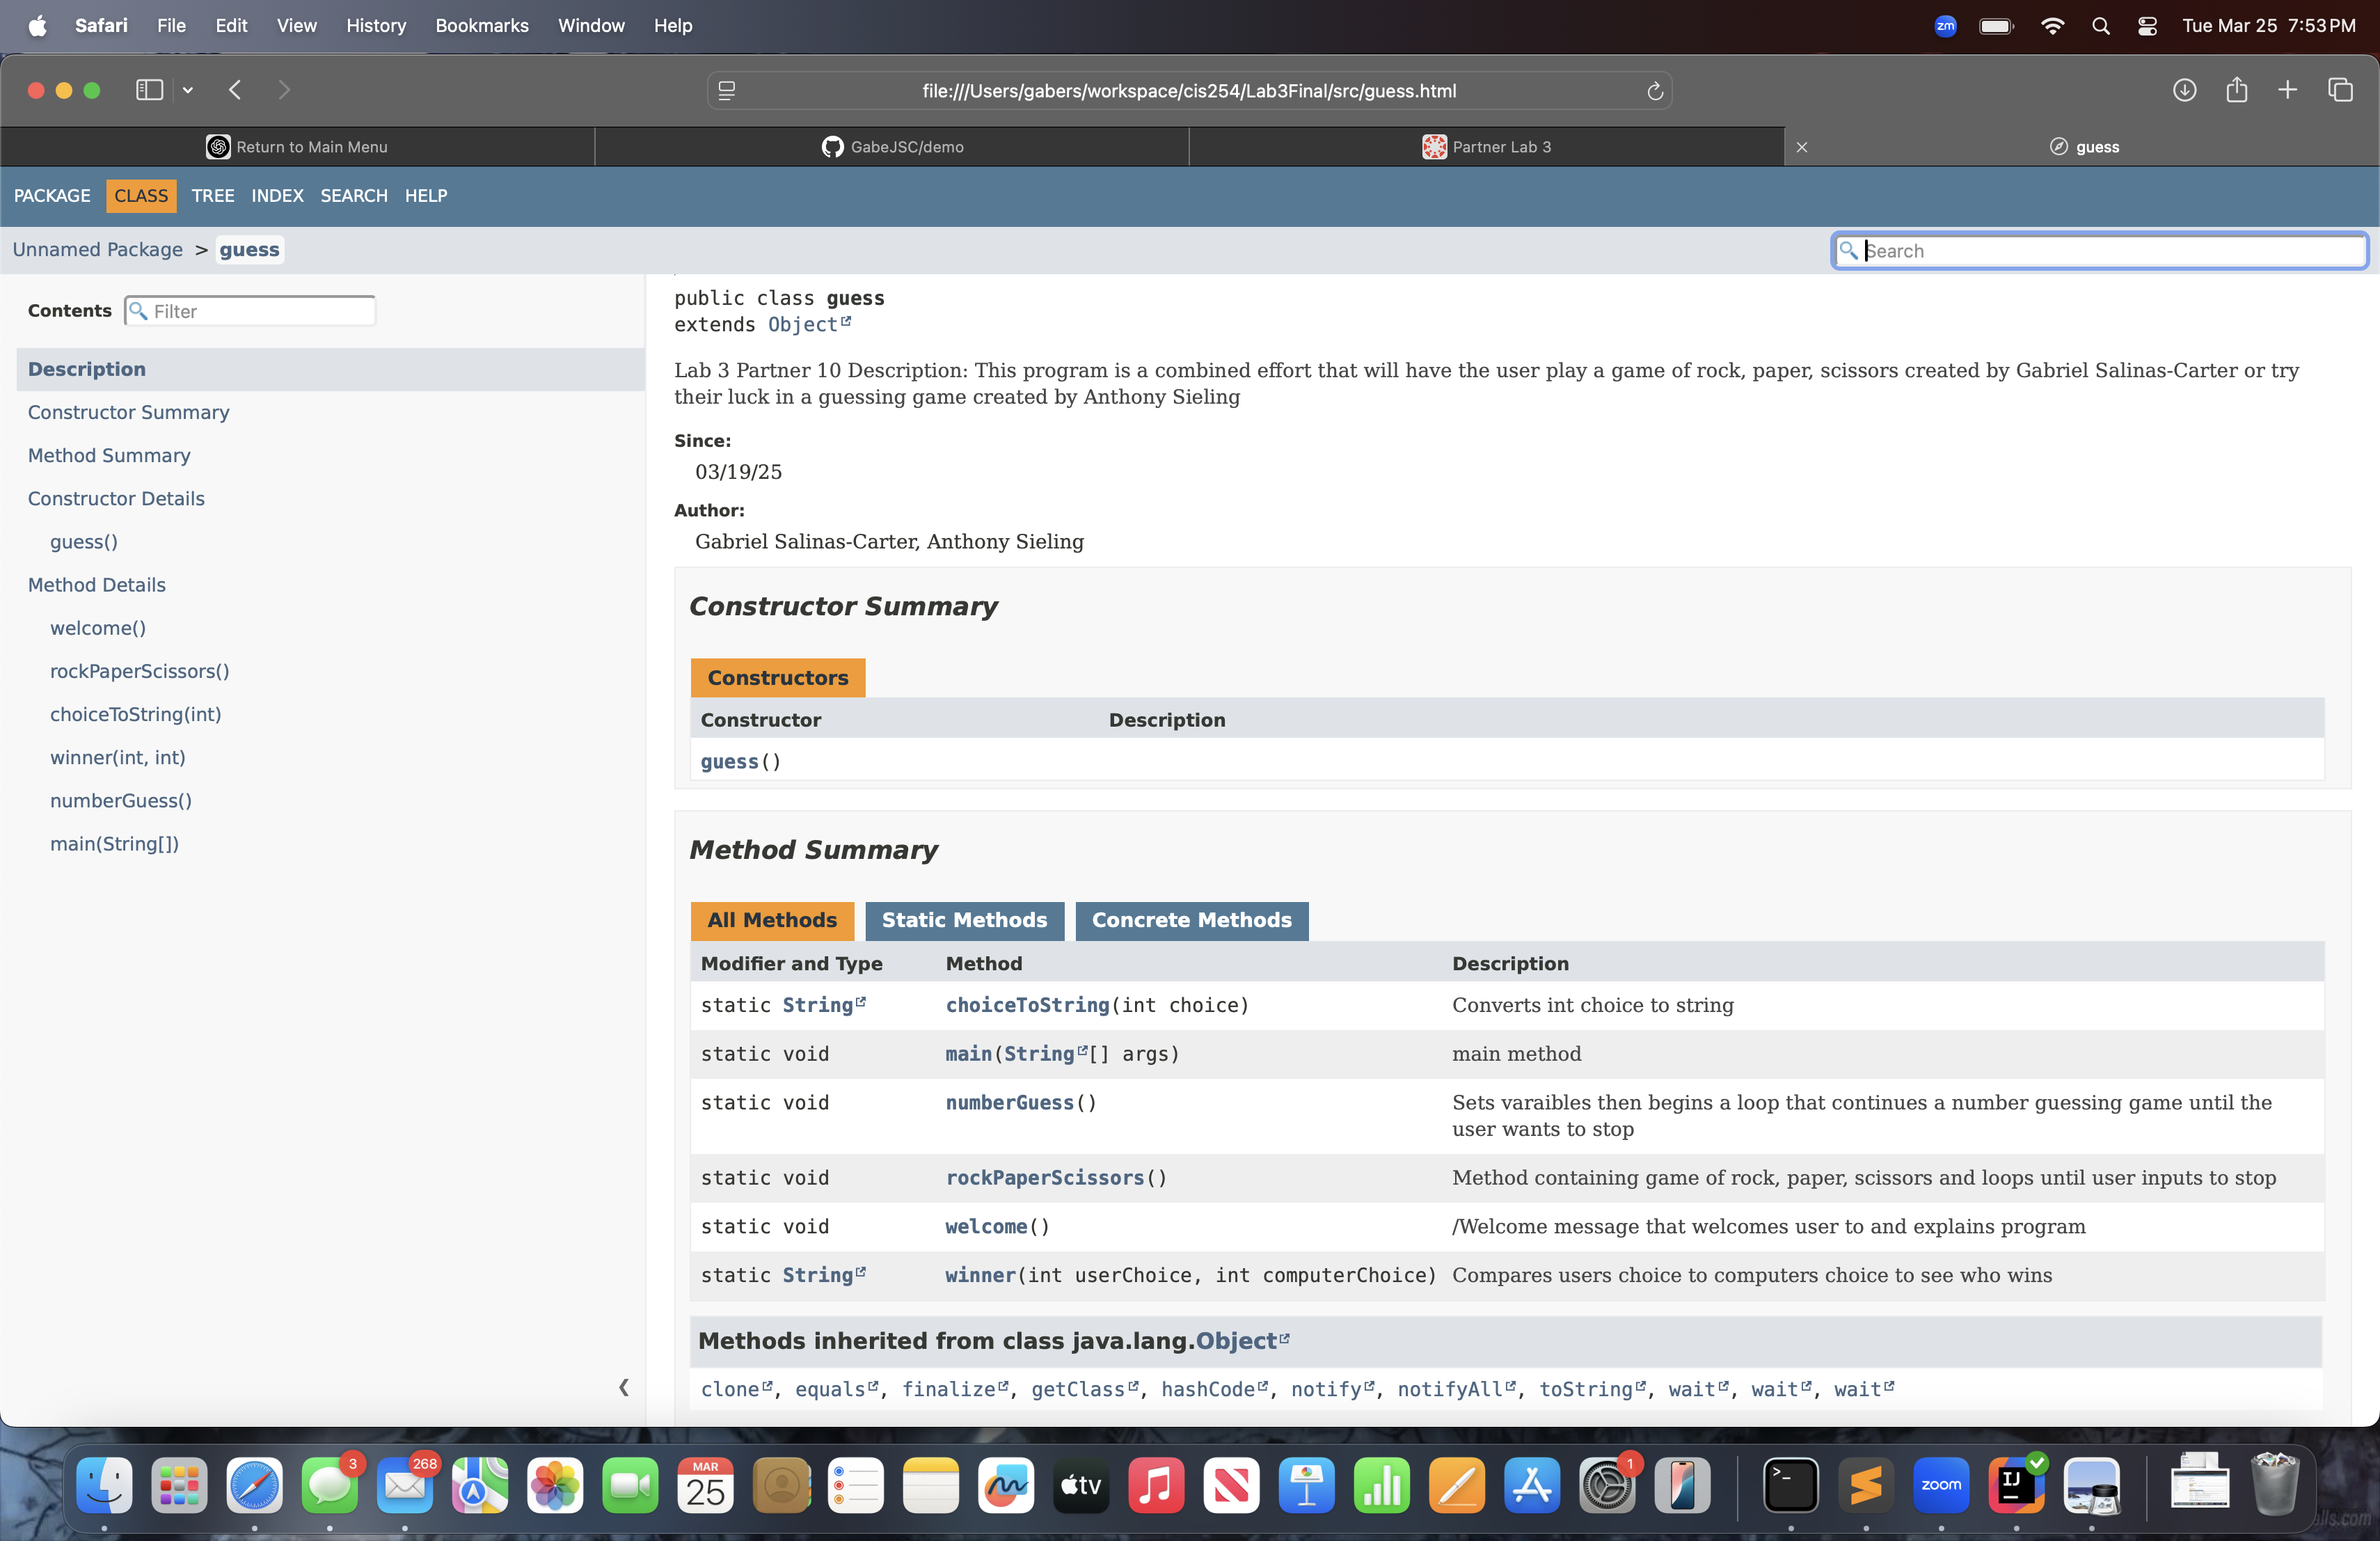 Safari File Edit View History Bookmarks Window Help
zm
Tue Mar 25 7:53 PM
file:///Users/gabers/workspace/cis254/Lab3Final/src/guess.html
Return to Main Menu
GabeJSC/demo
Partner Lab 3
guess
PACKAGE CLASS TREE INDEX SEARCH HELP
Unnamed Package > guess
Search
Contents
Filter
Description
Constructor Summary
Method Summary
Constructor Details
guess()
Method Details
welcome()
rockPaperScissors()
choiceToString(int)
winner(int, int)
numberGuess()
main(String[])
public class guess
extends Object
Lab 3 Partner 10 Description: This program is a combined effort that will have the user play a game of rock, paper, scissors created by Gabriel Salinas-Carter or try
their luck in a guessing game created by Anthony Sieling
Since:
03/19/25
Author:
Gabriel Salinas-Carter, Anthony Sieling
Constructor Summary
Constructors
Constructor Description
guess()
Method Summary
All Methods Static Methods Concrete Methods
Modifier and Type Method Description
static String choiceToString(int choice) Converts int choice to string
static void main(String[] args) main method
static void numberGuess() Sets varaibles then begins a loop that continues a number guessing game until the
user wants to stop
static void rockPaperScissors() Method containing game of rock, paper, scissors and loops until user inputs to stop
static void welcome() /Welcome message that welcomes user to and explains program
static String winner(int userChoice, int computerChoice) Compares users choice to computers choice to see who wins
Methods inherited from class java.lang.Object
clone, equals, finalize, getClass, hashCode, notify, notifyAll, toString, wait, wait, wait
3
268
MAR
25
tv
1
zoom
IJ